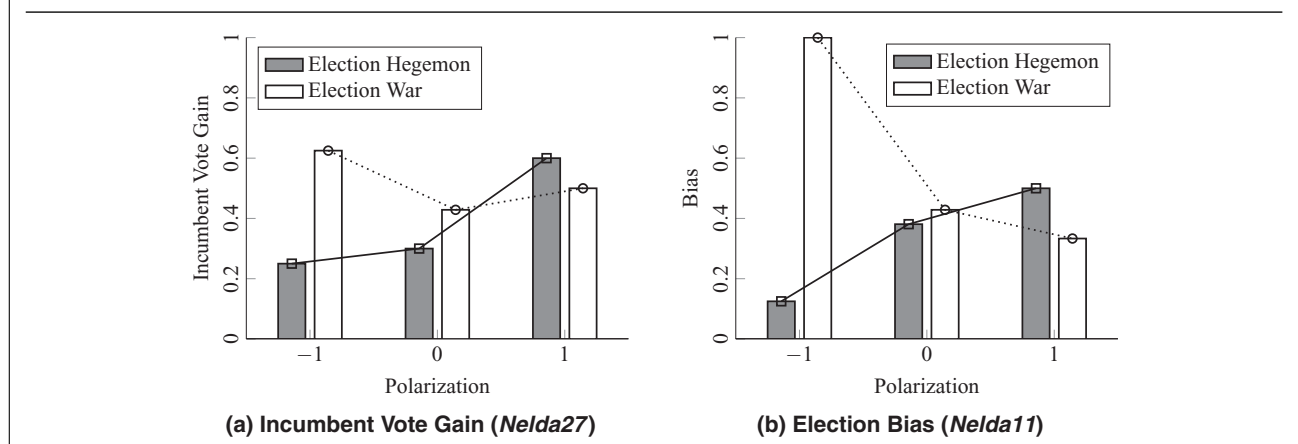 1
0.8
0.6
0.4
0.2
0
Incumbent Vote Gain
Election Hegemon
Election War
−1
0
1
Polarization
(a) Incumbent Vote Gain (Nelda27)
1
0.8
0.6
0.4
0.2
0
Bias
Election Hegemon
Election War
−1
0
1
Polarization
(b) Election Bias (Nelda11)